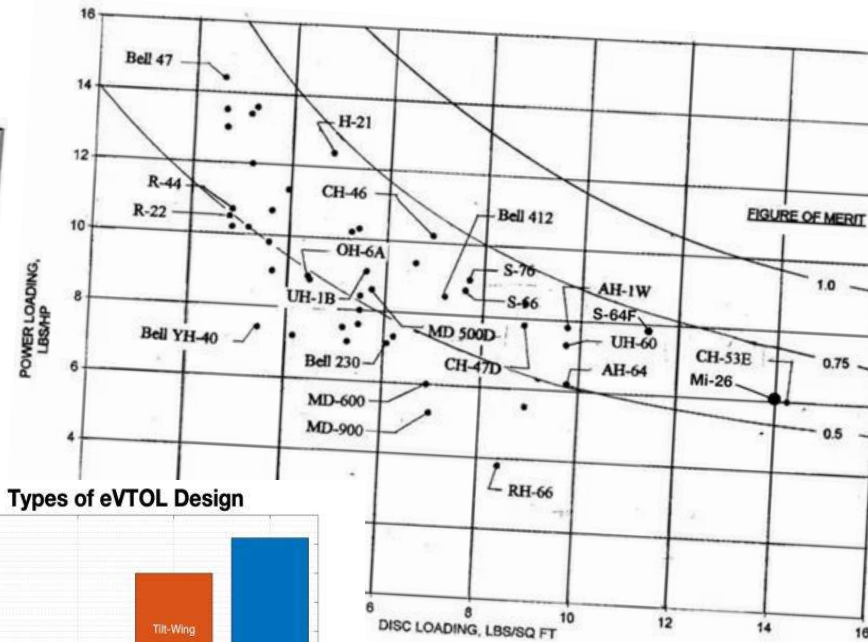 16
14
12
10
8
6
4
POWER LOADING,
LBS/HP
Bell 47
H-21
R-44
CH-46
R-22
Bell 412
FIGURE OF MERIT
OH-6A
S-76
AH-1W
1.0
UH-1B
S-66
S-64F
Bell YH-40
MD 500D
UH-60
CH-53E
0.75
Bell 230
CH-47D
AH-64
Mi-26
MD-600
0.5
MD-900
RH-66
6
8
10
12
14
DISC LOADING, LBS/SQ FT
Types of eVTOL Design
Tilt-Wing